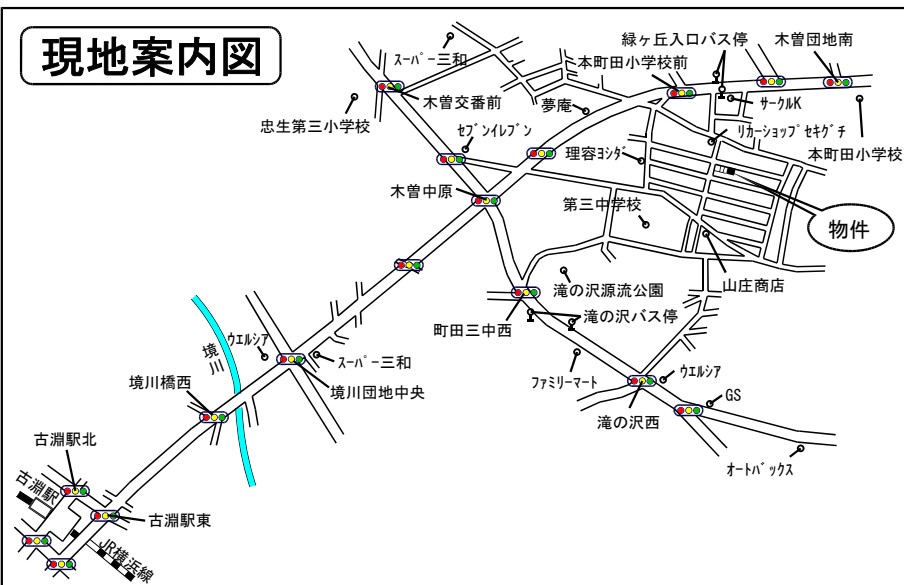 現地案内図
スーパー三和
緑ヶ丘入口バス停
木曽団地南
本町田小学校前
木曽交番前
夢庵
サークルK
忠生第三小学校
セブンイレブン
リカーショップセキグチ
理容ヨシダ
本町田小学校
木曽中原
第三中学校
物件
山庄商店
滝の沢源流公園
町田三中西
滝の沢バス停
境川
ウエルシア
スーパー三和
境川団地中央
境川橋西
ファミリーマート
ウエルシア
GS
滝の沢西
古淵駅北
オートバックス
古淵駅
古淵駅東
JR横浜線